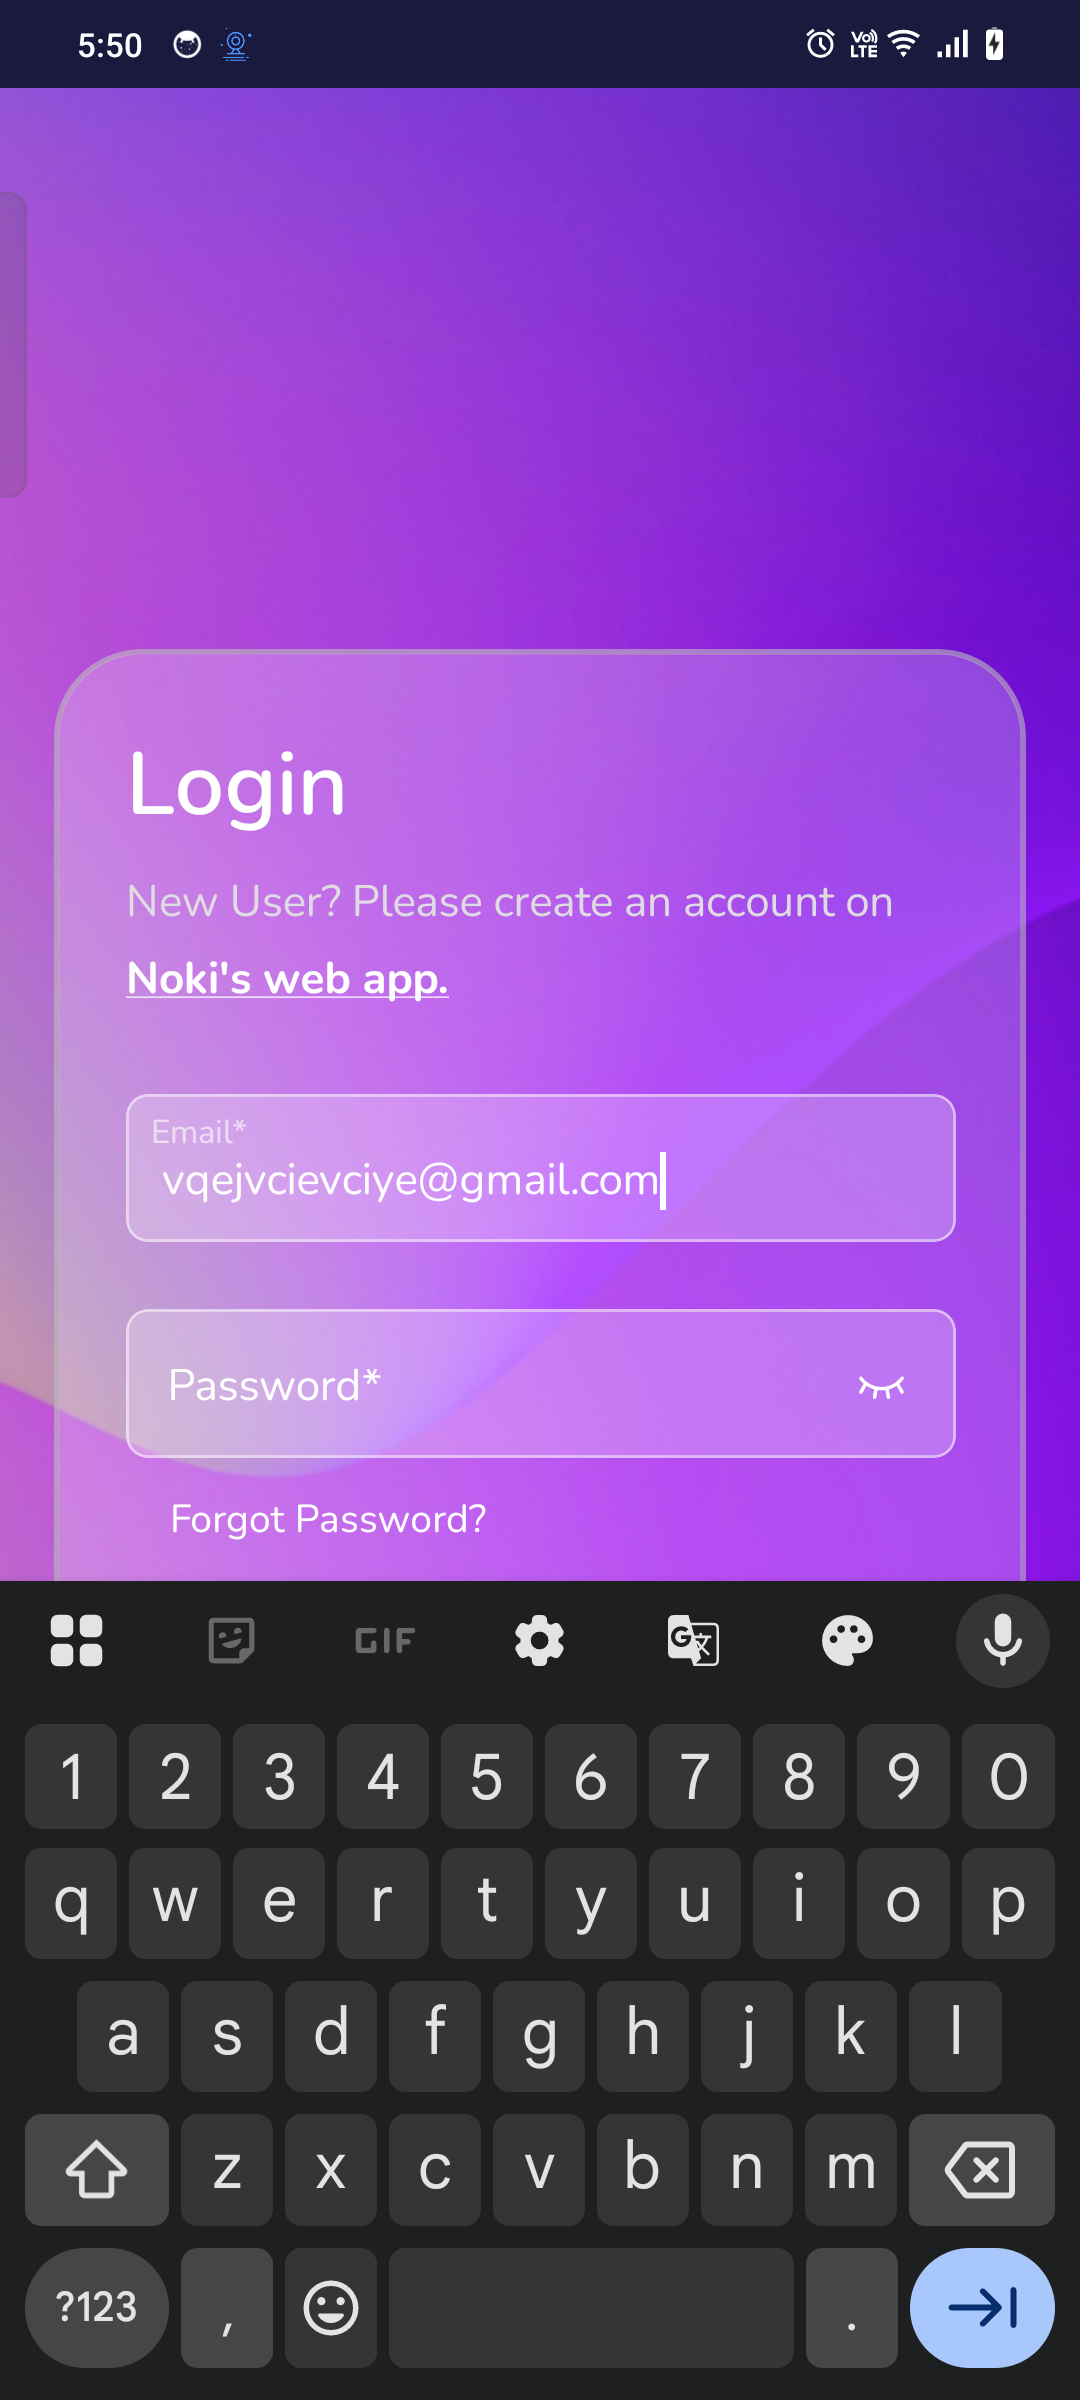 5:50
Vo) LTE
Login
New User? Please create an account on
Noki's web app.
Email*
vqejvcievciye@gmail.com
Password*
Forgot Password?
GIF
G 文
1 2 3 4 5 6 7 8 9 0
q w e r t y u i o p
a s d f g h j k l
z x c v b n m
?123 , .